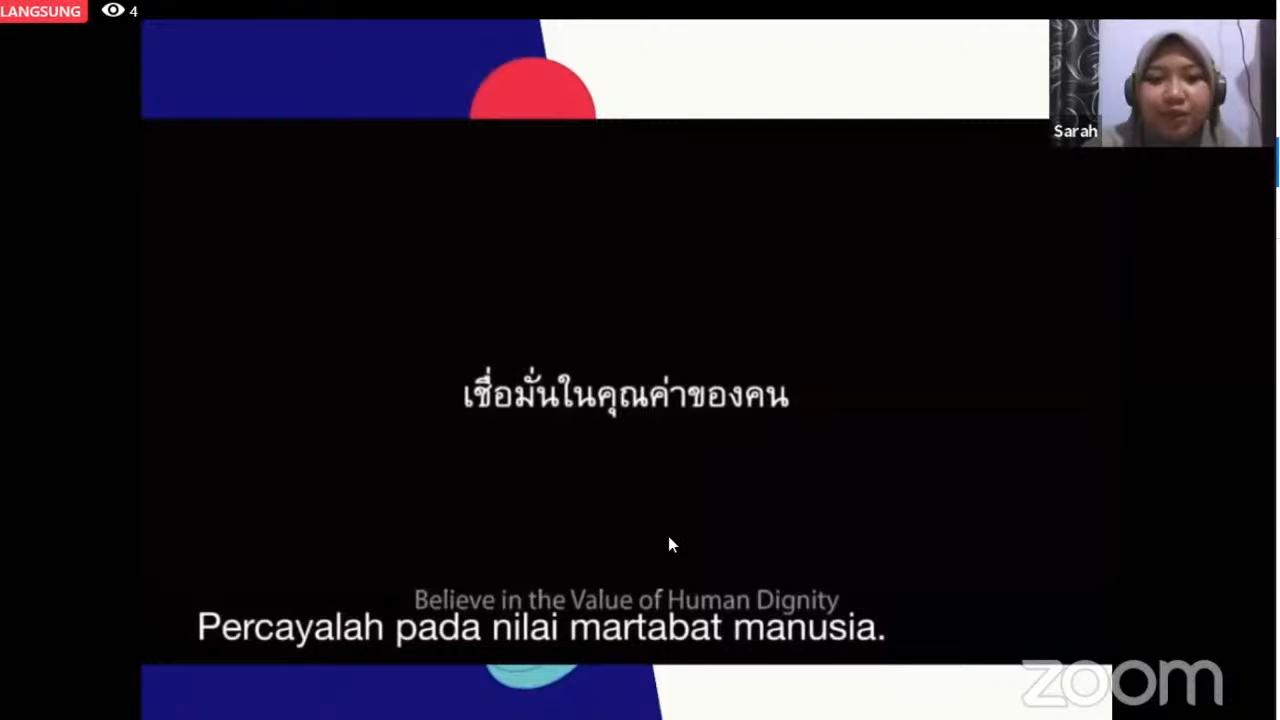 LANGSUNG
4
Sarah
เชื่อมั่นในคุณค่าของคน
Believe in the Value of Human Dignity
Percayalah pada nilai martabat manusia.
zoom